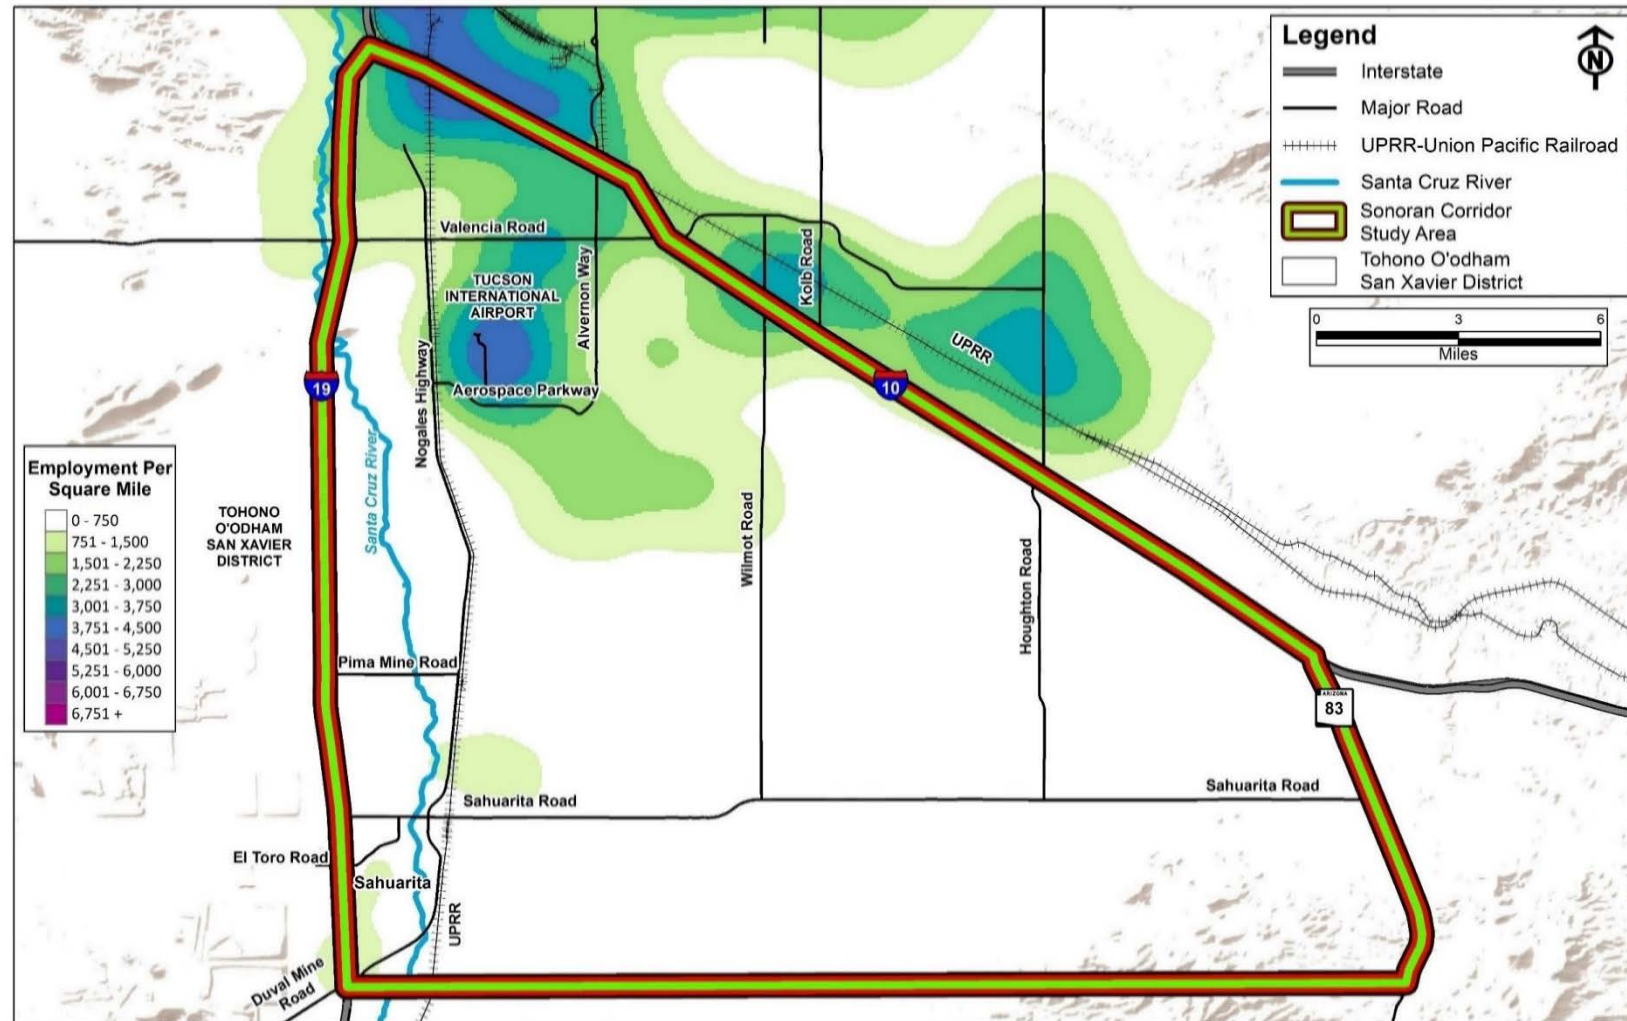 Legend
N
Interstate
Major Road
UPRR-Union Pacific Railroad
Santa Cruz River
Sonoran Corridor
Study Area
Tohono O'odham
San Xavier District
0 3 6
Miles
Valencia Road
TUCSON
INTERNATIONAL
AIRPORT
Alvernon Way
Kolb Road
UPRR
Nogales Highway
Aerospace Parkway
19
10
Santa Cruz River
Employment Per
Square Mile
0 - 750
751 - 1,500
1,501 - 2,250
2,251 - 3,000
3,001 - 3,750
3,751 - 4,500
4,501 - 5,250
5,251 - 6,000
6,001 - 6,750
6,751 +
TOHONO
O'ODHAM
SAN XAVIER
DISTRICT
Wilmot Road
Houghton Road
Pima Mine Road
ARIZONA
83
Sahuarita Road
Sahuarita Road
El Toro Road
Sahuarita
UPRR
Duval Mine
Road